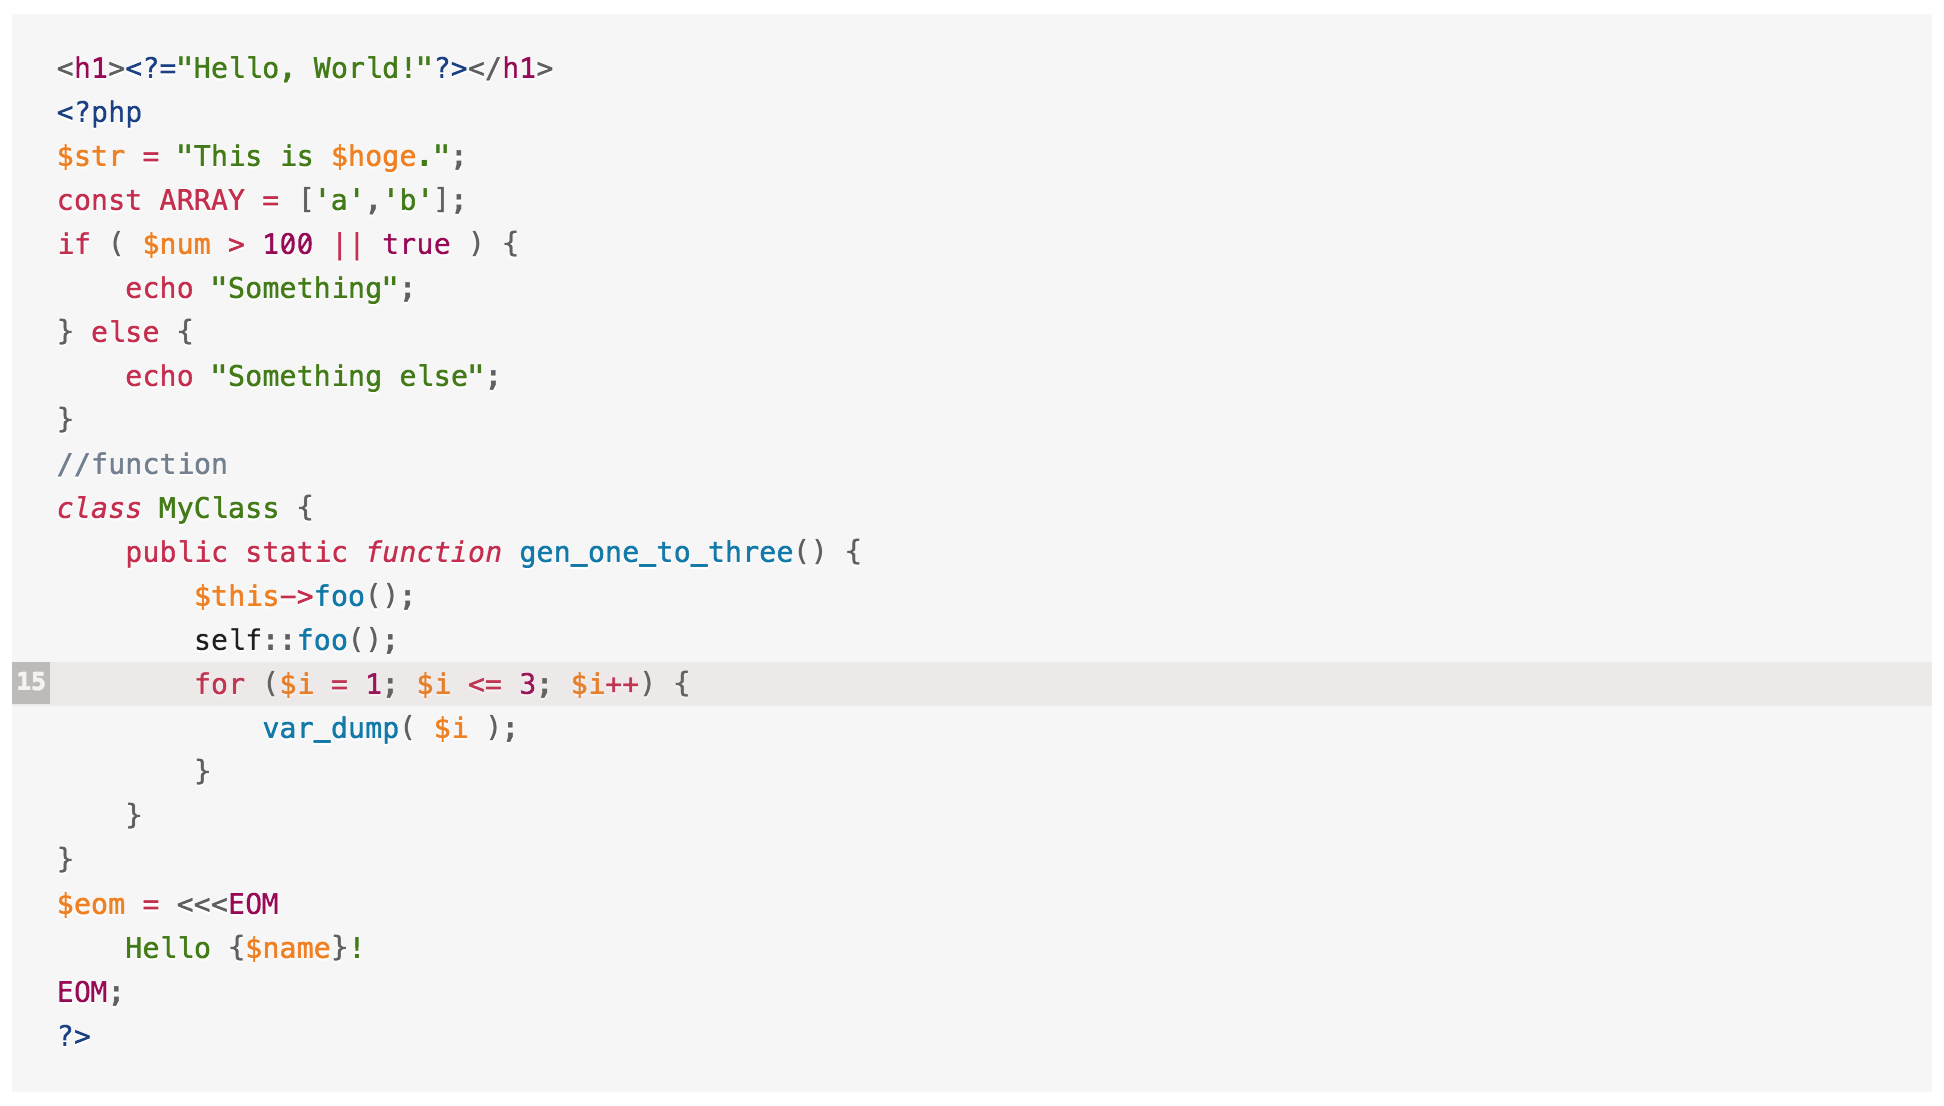 <h1><?="Hello, World!"?></h1>
<?php
$str = "This is $hoge.";
const ARRAY = ['a','b'];
if ( $num > 100 || true ) {
    echo "Something";
} else {
    echo "Something else";
}
//function
class MyClass {
    public static function gen_one_to_three() {
        $this->foo();
        self::foo();
15        for ($i = 1; $i <= 3; $i++) {
            var_dump( $i );
        }
    }
}
$eom = <<<EOM
    Hello {$name}!
EOM;
?>